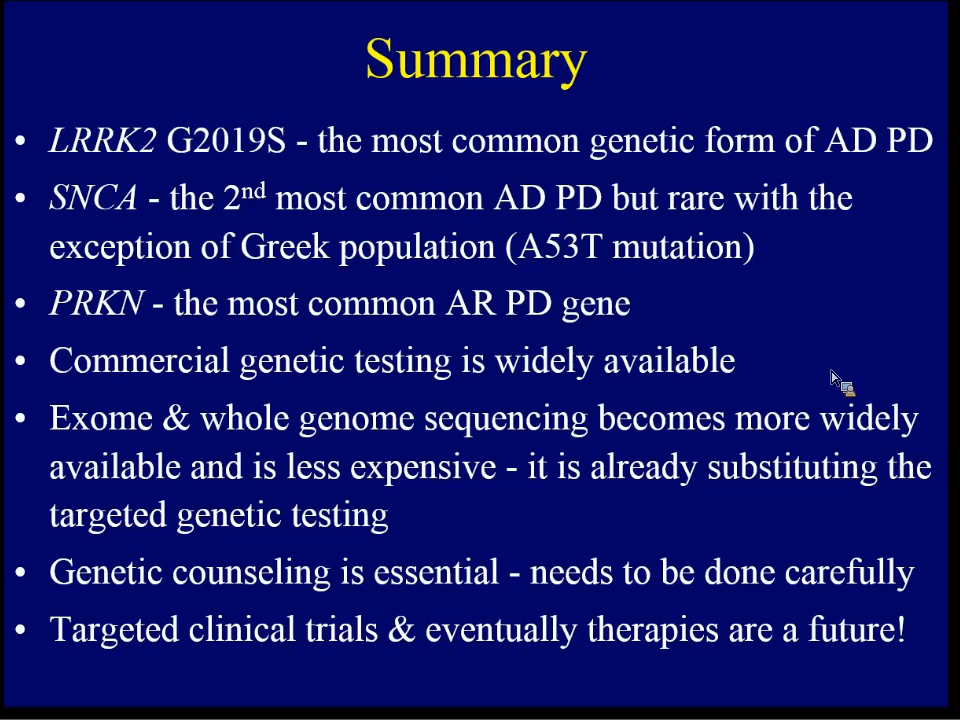 Summary
• LRRK2 G2019S - the most common genetic form of AD PD
• SNCA - the 2nd most common AD PD but rare with the
exception of Greek population (A53T mutation)
• PRKN - the most common AR PD gene
• Commercial genetic testing is widely available
• Exome & whole genome sequencing becomes more widely
available and is less expensive - it is already substituting the
targeted genetic testing
• Genetic counseling is essential - needs to be done carefully
• Targeted clinical trials & eventually therapies are a future!